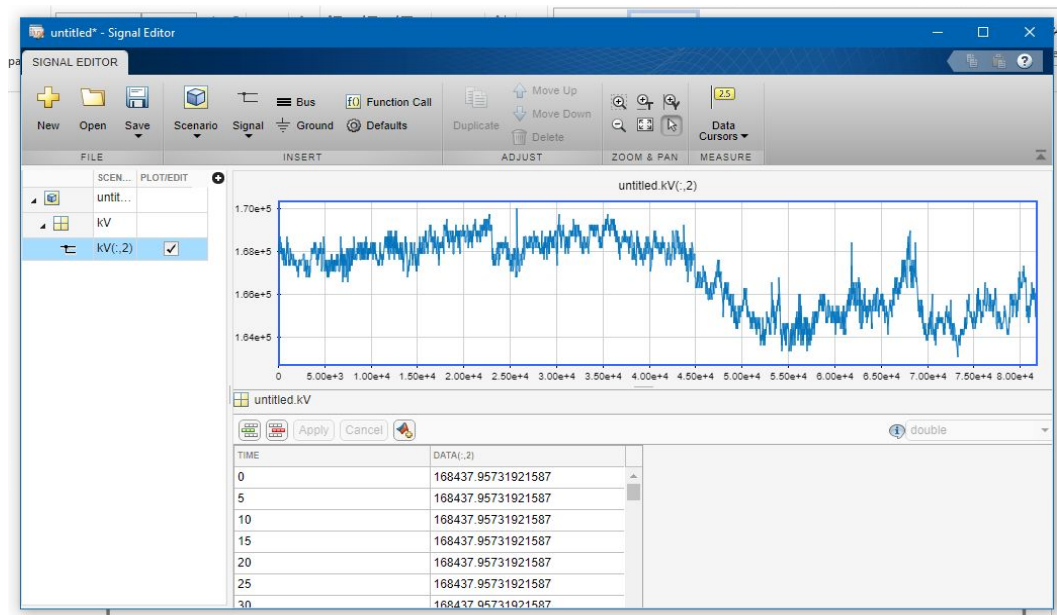 untitled* - Signal Editor
pa
SIGNAL EDITOR
?
New
Open
Save
Scenario
Signal
Bus
Ground
f() Function Call
Defaults
Duplicate
Move Up
Move Down
Delete
2.5
Data
Cursors
FILE
INSERT
ADJUST
ZOOM & PAN
MEASURE
SCEN... PLOT/EDIT
untit...
kV
kV(:,2)
untitled.kV(:,2)
1.70e+5
1.68e+5
1.66e+5
1.64e+5
0 5.00e+3 1.00e+4 1.50e+4 2.00e+4 2.50e+4 3.00e+4 3.50e+4 4.00e+4 4.50e+4 5.00e+4 5.50e+4 6.00e+4 6.50e+4 7.00e+4 7.50e+4 8.00e+4
untitled.kV
Apply Cancel
double
TIME DATA(:,2)
0 168437.95731921587
5 168437.95731921587
10 168437.95731921587
15 168437.95731921587
20 168437.95731921587
25 168437.95731921587
30 168437.95731921587